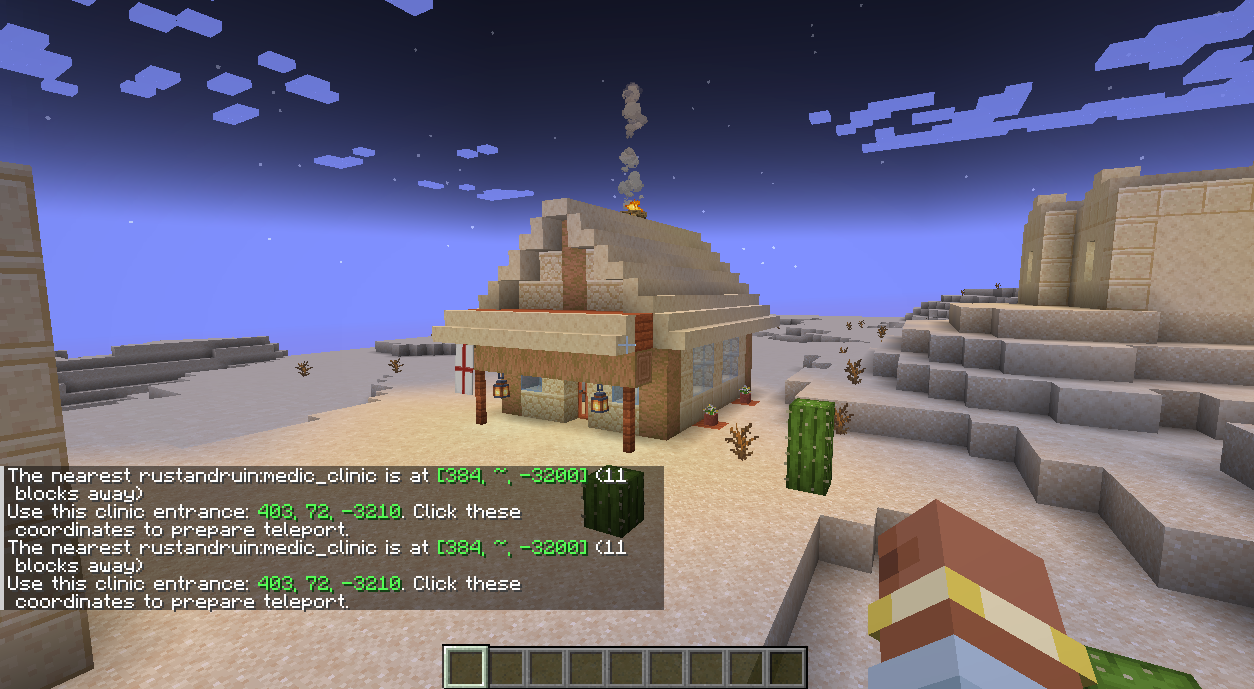 The nearest rustandruin:medic_clinic is at [384, ~, -3200] (11
blocks away)
Use this clinic entrance: 403, 72, -3210. Click these
coordinates to prepare teleport.
The nearest rustandruin:medic_clinic is at [384, ~, -3200] (11
blocks away)
Use this clinic entrance: 403, 72, -3210. Click these
coordinates to prepare teleport.